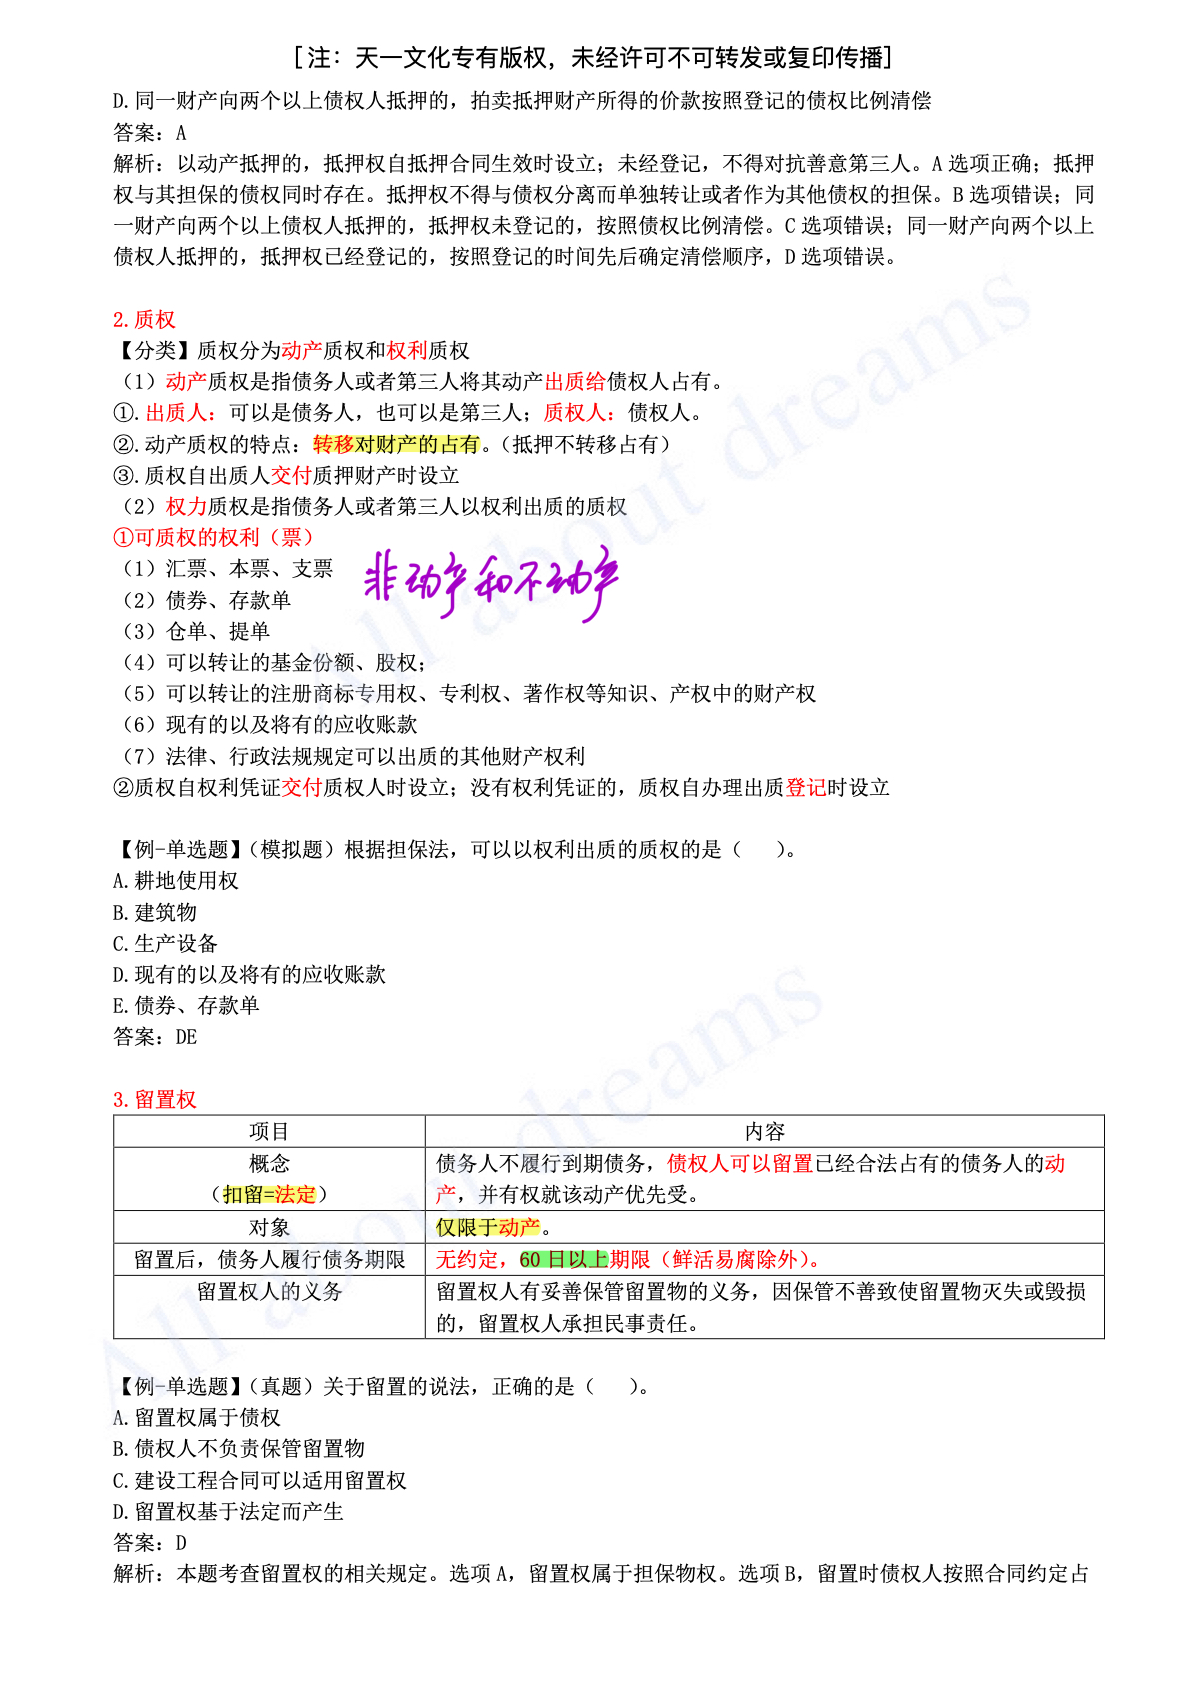 [注：天一文化专有版权，未经许可不可转发或复印传播]
D.同一财产向两个以上债权人抵押的，拍卖抵押财产所得的价款按照登记的债权比例清偿
答案：A
解析：以动产抵押的，抵押权自抵押合同生效时设立；未经登记，不得对抗善意第三人。A 选项正确；抵押
权与其担保的债权同时存在。抵押权不得与债权分离而单独转让或者作为其他债权的担保。B 选项错误；同
一财产向两个以上债权人抵押的，抵押权未登记的，按照债权比例清偿。C 选项错误；同一财产向两个以上
债权人抵押的，抵押权已经登记的，按照登记的时间先后确定清偿顺序，D 选项错误。
2.质权
【分类】质权分为动产质权和权利质权
（1）动产质权是指债务人或者第三人将其动产出质给债权人占有。
①.出质人：可以是债务人，也可以是第三人；质权人：债权人。
②.动产质权的特点：转移对财产的占有。（抵押不转移占有）
③.质权自出质人交付质押财产时设立
（2）权力质权是指债务人或者第三人以权利出质的质权
①可质权的权利（票）
（1）汇票、本票、支票
非动产和不动产
（2）债券、存款单
（3）仓单、提单
（4）可以转让的基金份额、股权；
（5）可以转让的注册商标专用权、专利权、著作权等知识、产权中的财产权
（6）现有的以及将有的应收账款
（7）法律、行政法规规定可以出质的其他财产权利
②质权自权利凭证交付质权人时设立；没有权利凭证的，质权自办理出质登记时设立
【例-单选题】（模拟题）根据担保法，可以以权利出质的质权的是（　　）。
A.耕地使用权
B.建筑物
C.生产设备
D.现有的以及将有的应收账款
E.债券、存款单
答案：DE
3.留置权
项目 内容
概念 债务人不履行到期债务，债权人可以留置已经合法占有的债务人的动
（扣留=法定） 产，并有权就该动产优先受。
对象 仅限于动产。
留置后，债务人履行债务期限 无约定，60 日以上期限（鲜活易腐除外）。
留置权人的义务 留置权人有妥善保管留置物的义务，因保管不善致使留置物灭失或毁损
的，留置权人承担民事责任。
【例-单选题】（真题）关于留置的说法，正确的是（　　）。
A.留置权属于债权
B.债权人不负责保管留置物
C.建设工程合同可以适用留置权
D.留置权基于法定而产生
答案：D
解析：本题考查留置权的相关规定。选项 A，留置权属于担保物权。选项 B，留置时债权人按照合同约定占
All about dreams
All about dreams